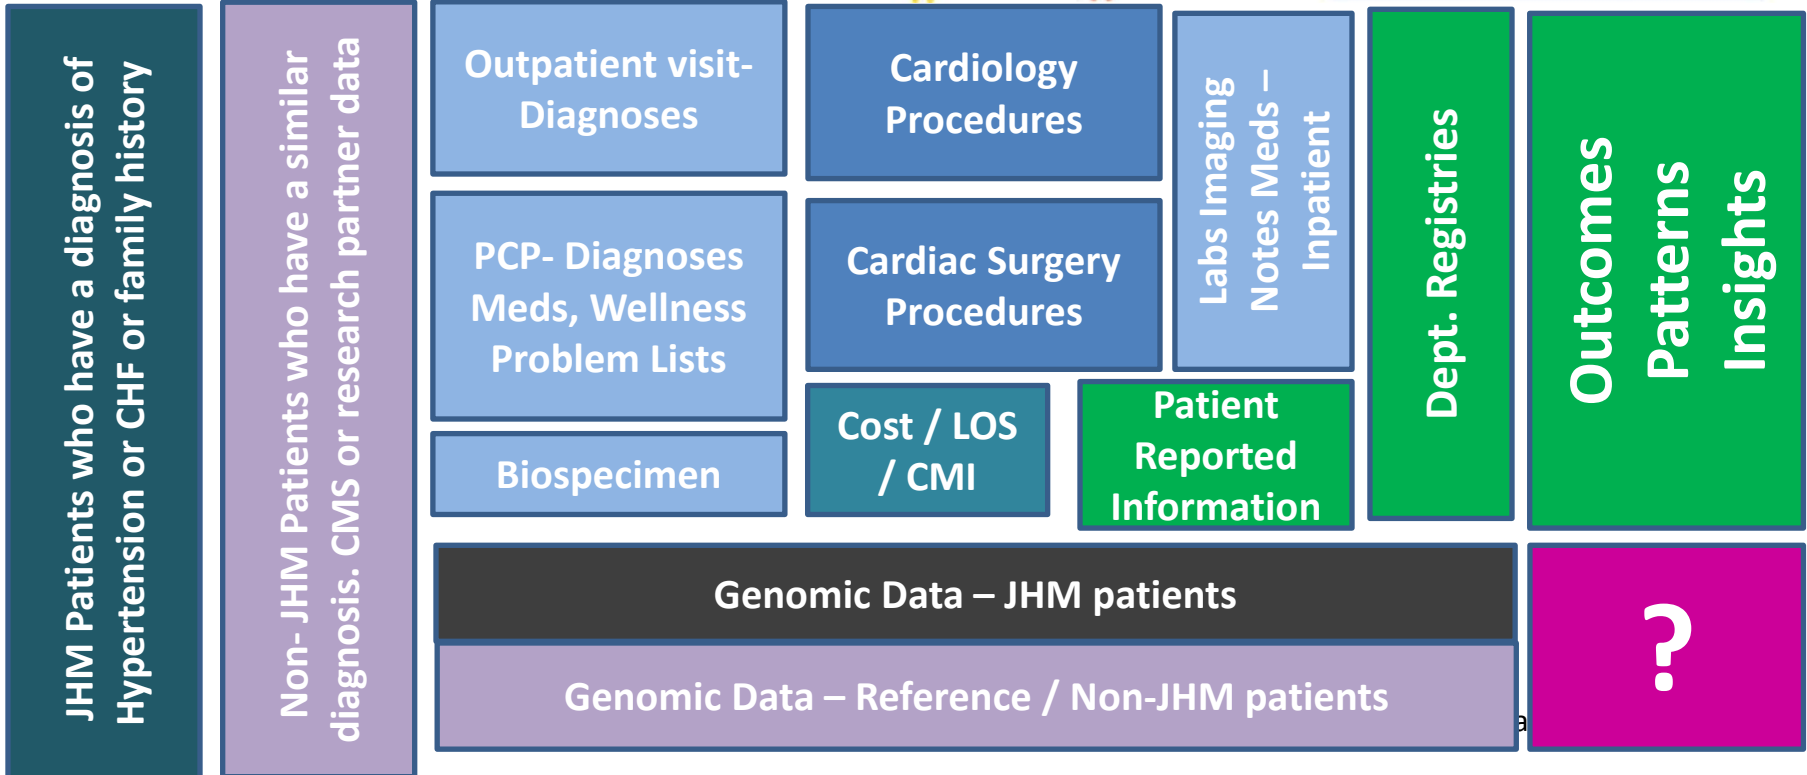 JHM Patients who have a diagnosis of
Hypertension or CHF or family history
Non- JHM Patients who have a similar
diagnosis. CMS or research partner data
Outpatient visit-
Diagnoses
PCP- Diagnoses
Meds, Wellness
Problem Lists
Biospecimen
Cardiology
Procedures
Cardiac Surgery
Procedures
Cost / LOS
/ CMI
Labs Imaging
Notes Meds –
Inpatient
Patient
Reported
Information
Dept. Registries
Outcomes
Patterns
Insights
Genomic Data – JHM patients
Genomic Data – Reference / Non-JHM patients
?